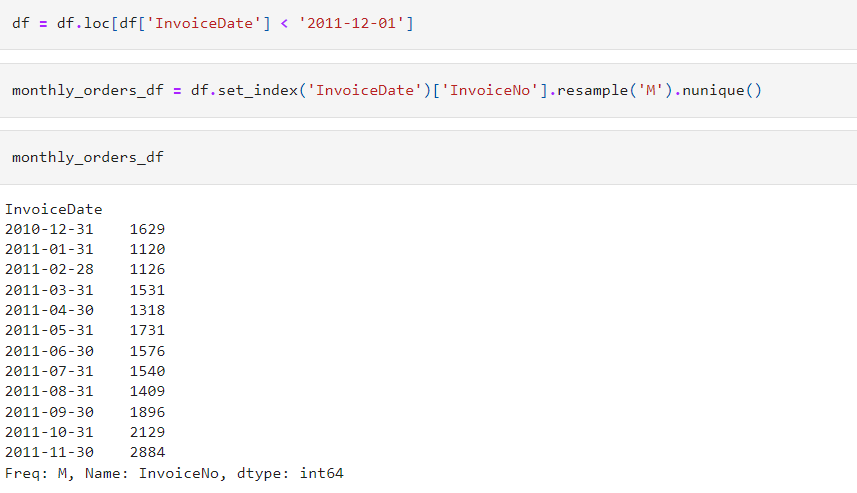 df = df.loc[df['InvoiceDate'] < '2011-12-01']
monthly_orders_df = df.set_index('InvoiceDate')['InvoiceNo'].resample('M').nunique()
monthly_orders_df
InvoiceDate
2010-12-31    1629
2011-01-31    1120
2011-02-28    1126
2011-03-31    1531
2011-04-30    1318
2011-05-31    1731
2011-06-30    1576
2011-07-31    1540
2011-08-31    1409
2011-09-30    1896
2011-10-31    2129
2011-11-30    2884
Freq: M, Name: InvoiceNo, dtype: int64